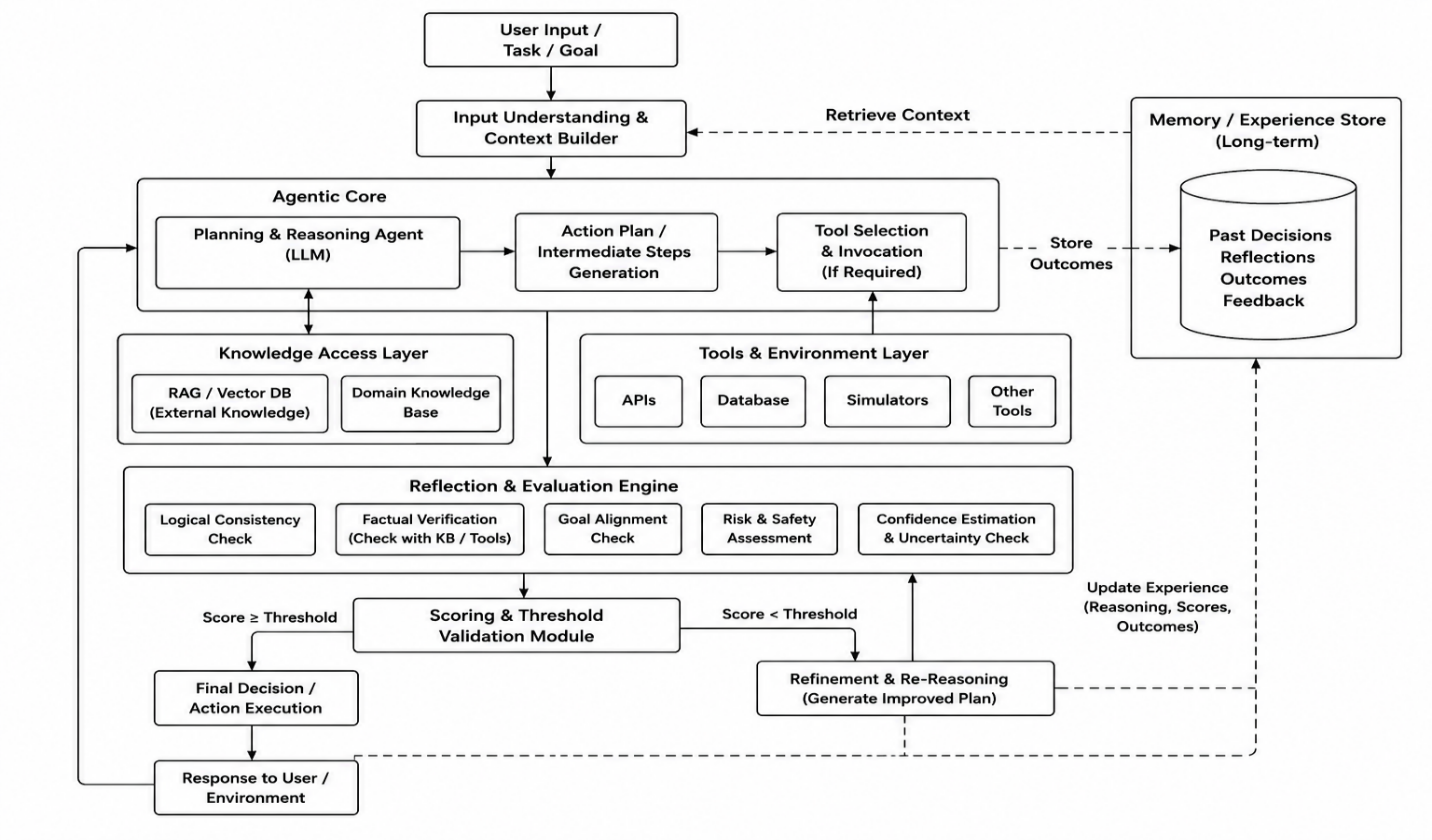 User Input /
Task / Goal
Input Understanding &
Context Builder
Retrieve Context
Memory / Experience Store
(Long-term)
Past Decisions
Reflections
Outcomes
Feedback
Agentic Core
Planning & Reasoning Agent
(LLM)
Action Plan /
Intermediate Steps
Generation
Tool Selection
& Invocation
(If Required)
Store
Outcomes
Knowledge Access Layer
RAG / Vector DB
(External Knowledge)
Domain Knowledge
Base
Tools & Environment Layer
APIs
Database
Simulators
Other
Tools
Reflection & Evaluation Engine
Logical Consistency
Check
Factual Verification
(Check with KB / Tools)
Goal Alignment
Check
Risk & Safety
Assessment
Confidence Estimation
& Uncertainty Check
Update Experience
(Reasoning, Scores,
Outcomes)
Score ≥ Threshold
Scoring & Threshold
Validation Module
Score < Threshold
Final Decision /
Action Execution
Refinement & Re-Reasoning
(Generate Improved Plan)
Response to User /
Environment